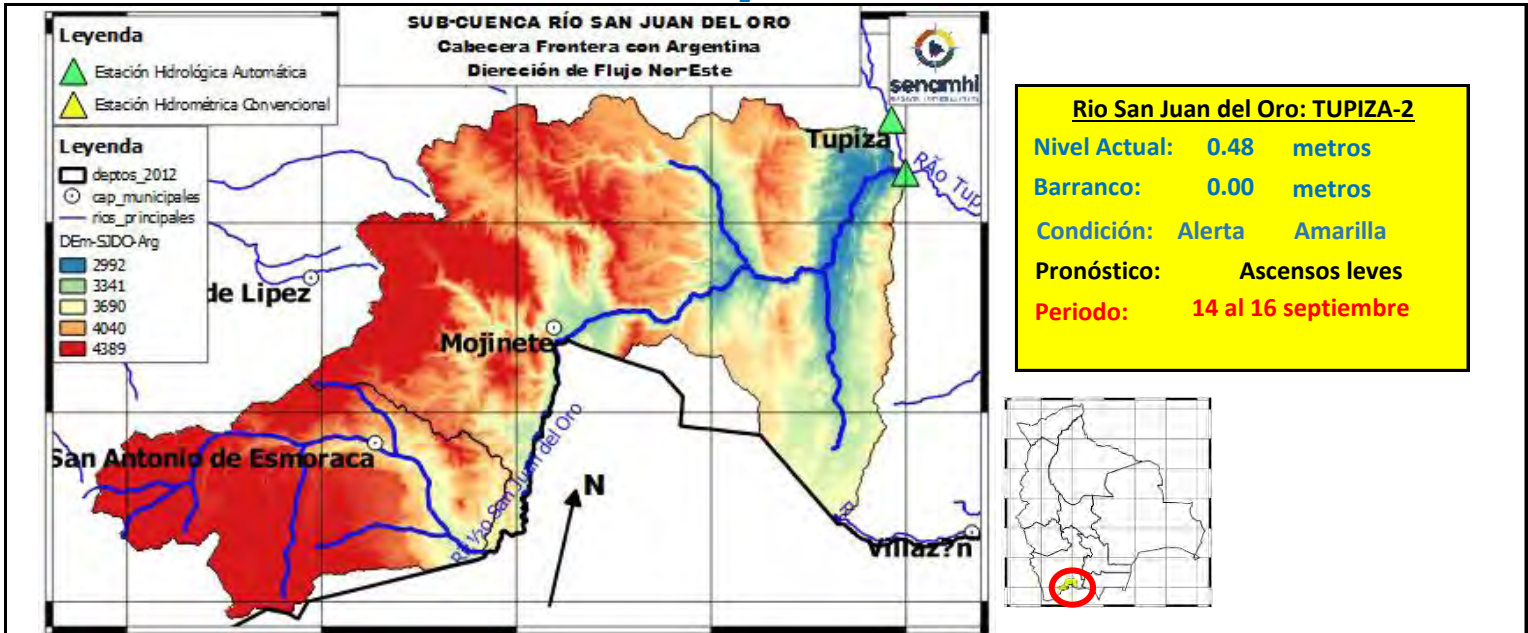 SUB-CUENCA RÍO SAN JUAN DEL ORO
Cabecera Frontera con Argentina
Diercción de Flujo Nor-Este
Leyenda
Estación Hidrológica Automática
Estación Hidrométrica Convencional
Leyenda
deptos_2012
cap_municipales
rios_principales
DEm-SJDO-Arg
2992
3341
3690
4040
4389
senamhi
Tupiza
RÃo Tup
de Lipez
Mojinete
San Antonio de Esmoraca
San Juan del Oro
N
Villaz?n
Rio San Juan del Oro: TUPIZA-2
Nivel Actual: 0.48 metros
Barranco: 0.00 metros
Condición: Alerta Amarilla
Pronóstico: Ascensos leves
Periodo: 14 al 16 septiembre